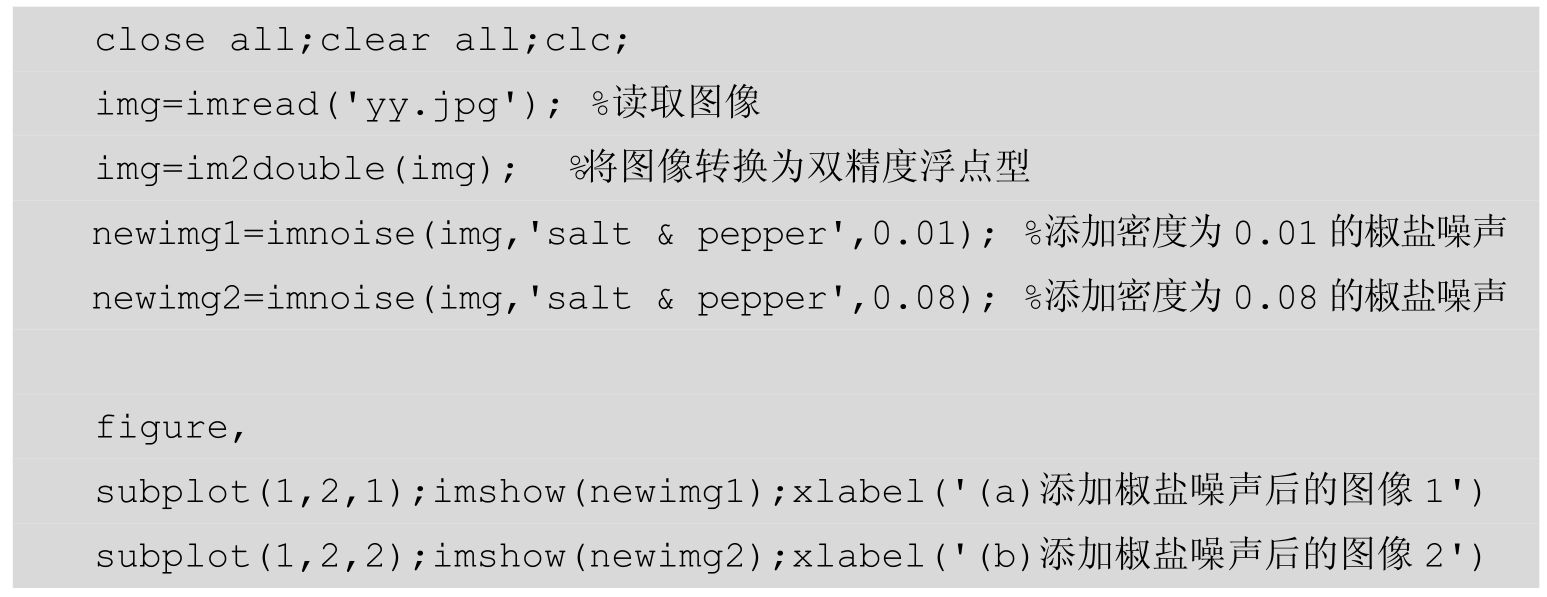 close all;clear all;clc;
img=imread('yy.jpg'); %读取图像
img=im2double(img);  %将图像转换为双精度浮点型
newimg1=imnoise(img,'salt & pepper',0.01); %添加密度为 0.01 的椒盐噪声
newimg2=imnoise(img,'salt & pepper',0.08); %添加密度为 0.08 的椒盐噪声
figure,
subplot(1,2,1);imshow(newimg1);xlabel('(a)添加椒盐噪声后的图像 1')
subplot(1,2,2);imshow(newimg2);xlabel('(b)添加椒盐噪声后的图像 2')